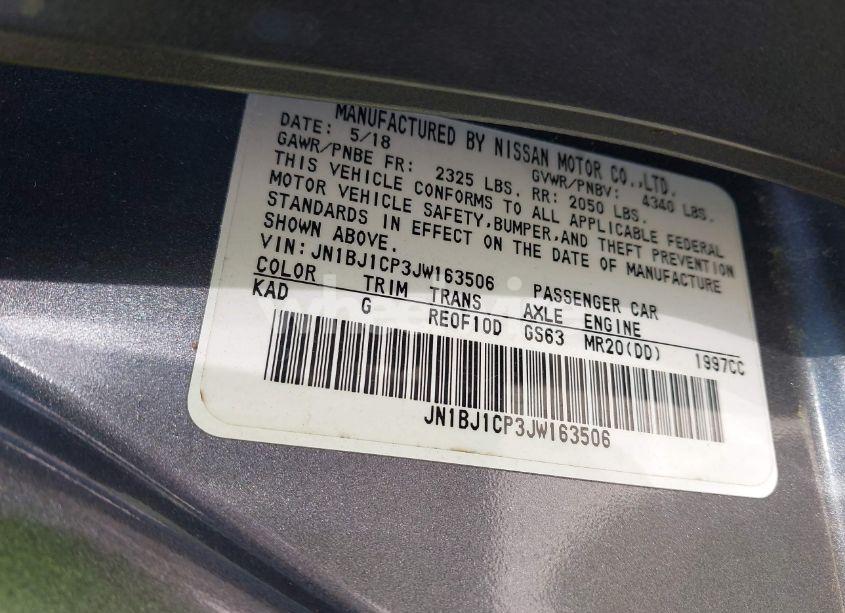 MANUFACTURED BY NISSAN MOTOR CO.,LTD.
DATE: 5/18 GVWR/PNBV: 4340 LBS.
GAWR/PNBE FR: 2325 LBS. RR: 2050 LBS.
THIS VEHICLE CONFORMS TO ALL APPLICABLE FEDERAL
MOTOR VEHICLE SAFETY,BUMPER,AND THEFT PREVENTION
STANDARDS IN EFFECT ON THE DATE OF MANUFACTURE
SHOWN ABOVE.
VIN: JN1BJ1CP3JW163506 PASSENGER CAR
COLOR TRIM TRANS AXLE ENGINE
KAD G RE0F10D GS63 MR20(DD) 1997CC
JN1BJ1CP3JW163506